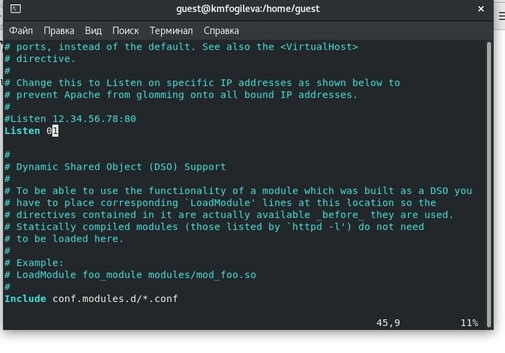 guest@kmfogileva:/home/guest
Файл Правка Вид Поиск Терминал Справка
# ports, instead of the default. See also the <VirtualHost>
# directive.
#
# Change this to Listen on specific IP addresses as shown below to
# prevent Apache from glomming onto all bound IP addresses.
#
#Listen 12.34.56.78:80
Listen 01
#
# Dynamic Shared Object (DSO) Support
#
# To be able to use the functionality of a module which was built as a DSO you
# have to place corresponding `LoadModule' lines at this location so the
# directives contained in it are actually available _before_ they are used.
# Statically compiled modules (those listed by `httpd -l') do not need
# to be loaded here.
#
# Example:
# LoadModule foo_module modules/mod_foo.so
#
Include conf.modules.d/*.conf
45,9 11%